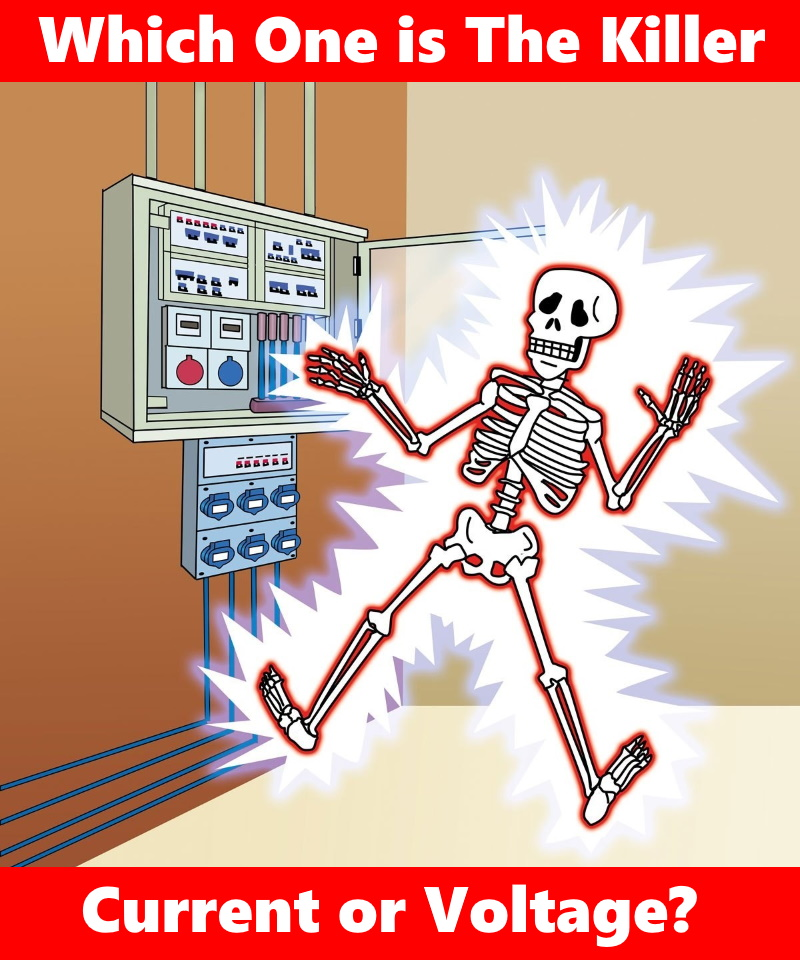 Which One is The Killer
Current or Voltage?